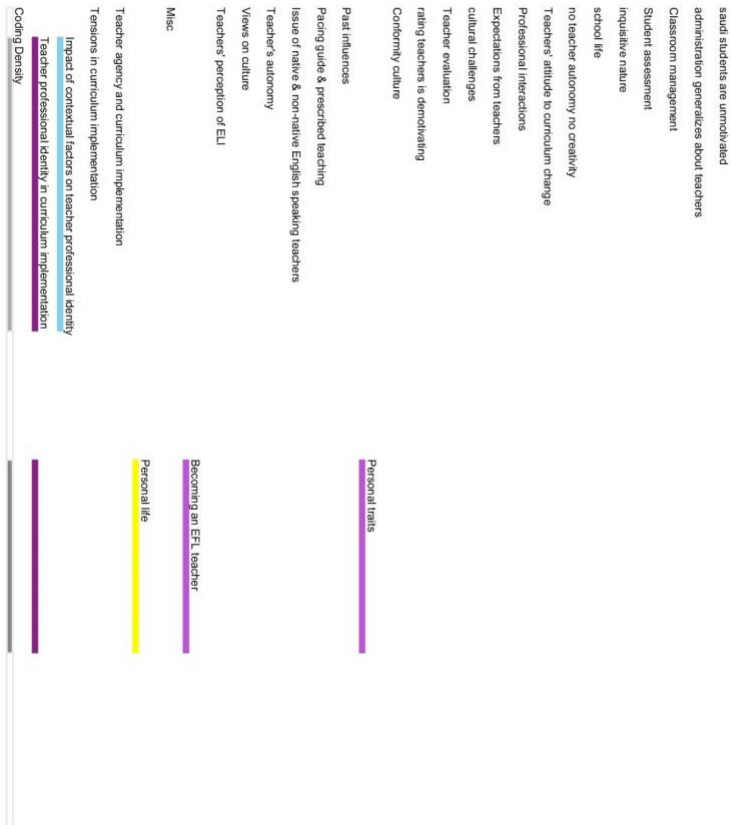 saudi students are unmotivated
administration generalizes about teachers
Classroom management
Student assessment
inquisitive nature
school life
no teacher autonomy no creativity
Teachers' attitude to curriculum change
Professional interactions
Expectations from teachers
cultural challenges
Teacher evaluation
rating teachers is demotivating
Conformity culture
Personal traits
Past influences
Pacing guide & prescribed teaching
Issue of native & non-native English speaking teachers
Teacher's autonomy
Views on culture
Teachers' perception of ELI
Becoming an EFL teacher
Misc
Personal life
Teacher agency and curriculum implementation
Tensions in curriculum implementation
Impact of contextual factors on teacher professional identity
Teacher professional identity in curriculum implementation
Coding Density